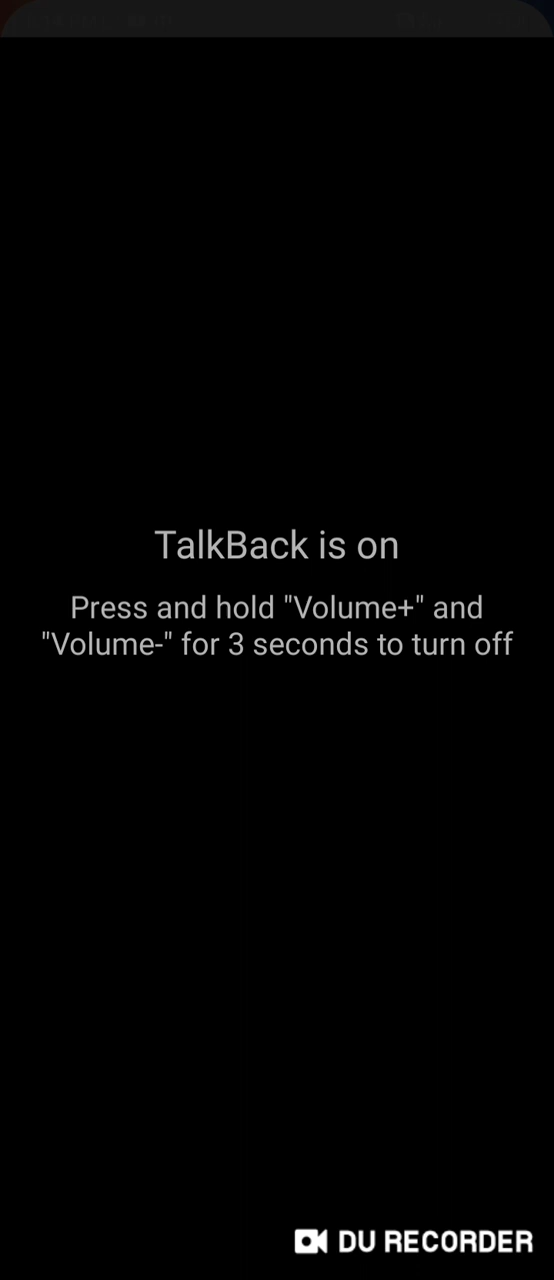 TalkBack is on
Press and hold "Volume+" and
"Volume-" for 3 seconds to turn off
DU RECORDER